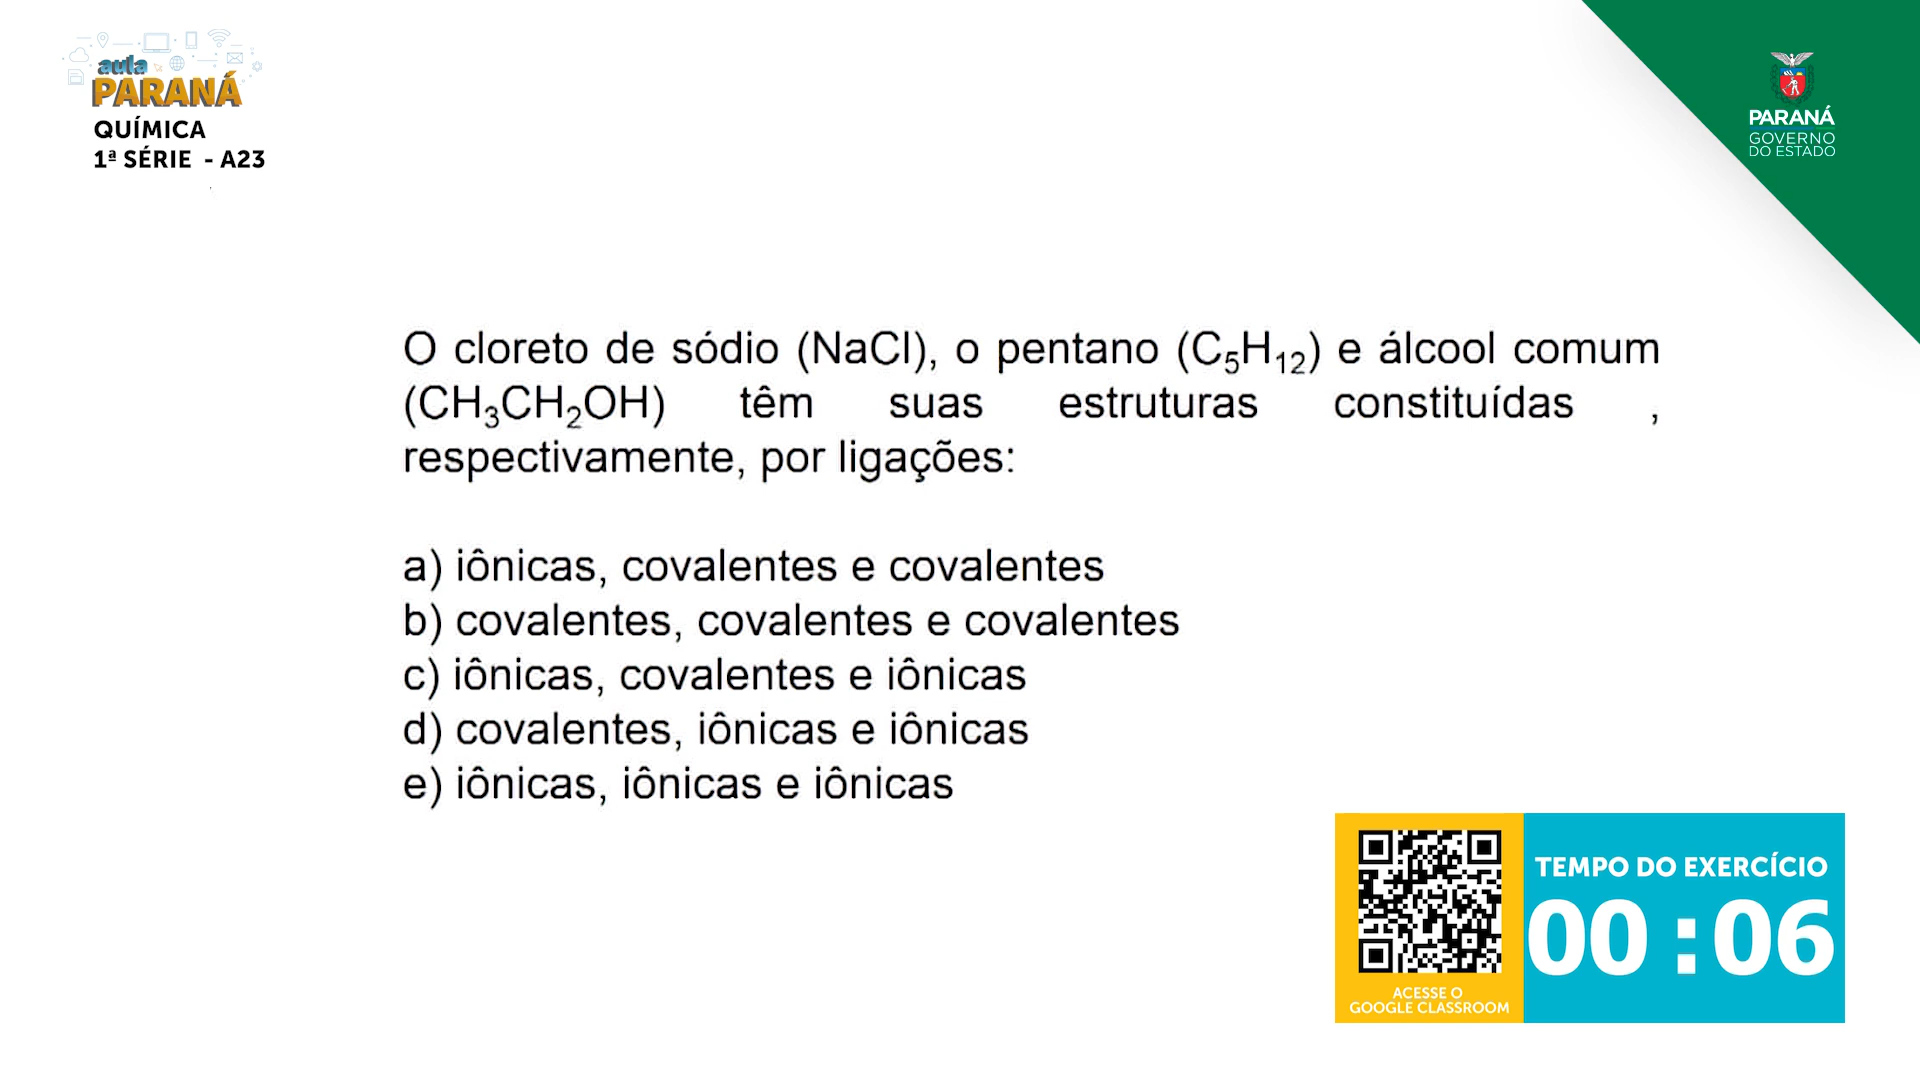 aula
PARANÁ
QUÍMICA
1ª SÉRIE - A23
PARANÁ
GOVERNO
DO ESTADO
O cloreto de sódio (NaCl), o pentano (C₅H₁₂) e álcool comum
(CH₃CH₂OH) têm suas estruturas constituídas ,
respectivamente, por ligações:
a) iônicas, covalentes e covalentes
b) covalentes, covalentes e covalentes
c) iônicas, covalentes e iônicas
d) covalentes, iônicas e iônicas
e) iônicas, iônicas e iônicas
TEMPO DO EXERCÍCIO
00 :06
ACESSE O
GOOGLE CLASSROOM